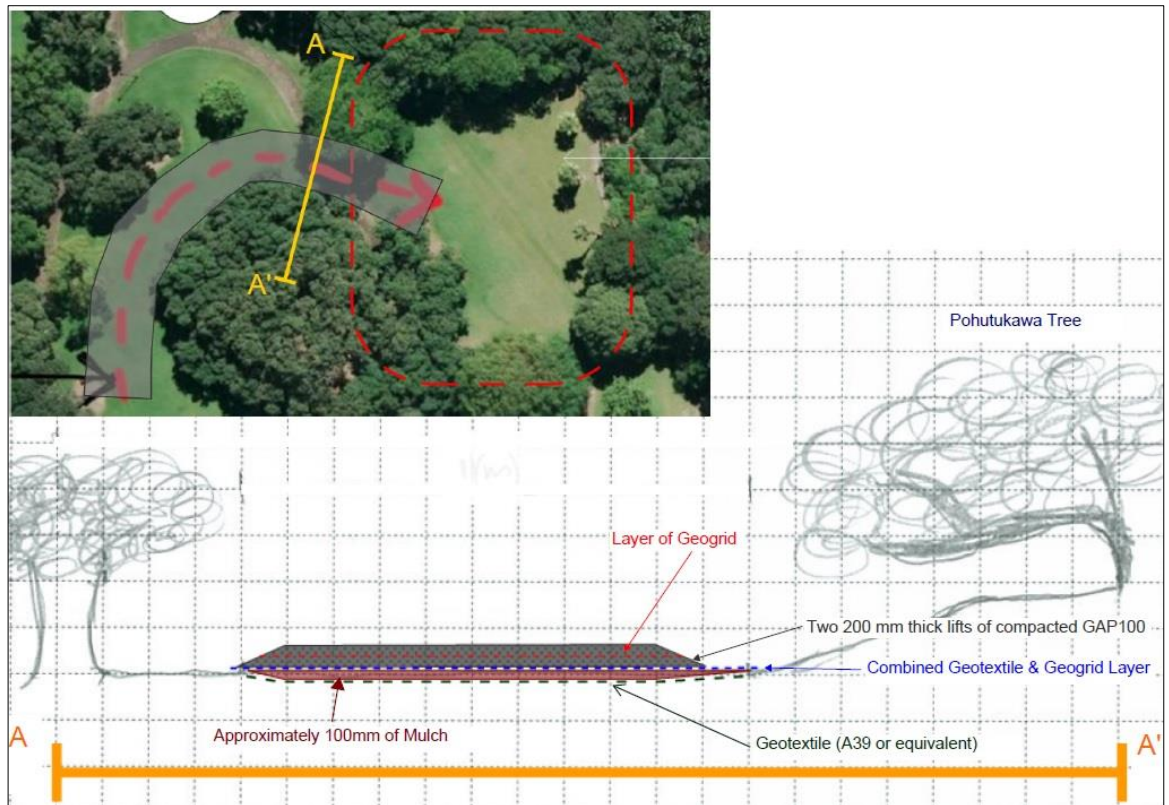 A
A'
Pohutukawa Tree
Layer of Geogrid
Two 200 mm thick lifts of compacted GAP100
Combined Geotextile & Geogrid Layer
Approximately 100mm of Mulch
Geotextile (A39 or equivalent)
A
A'